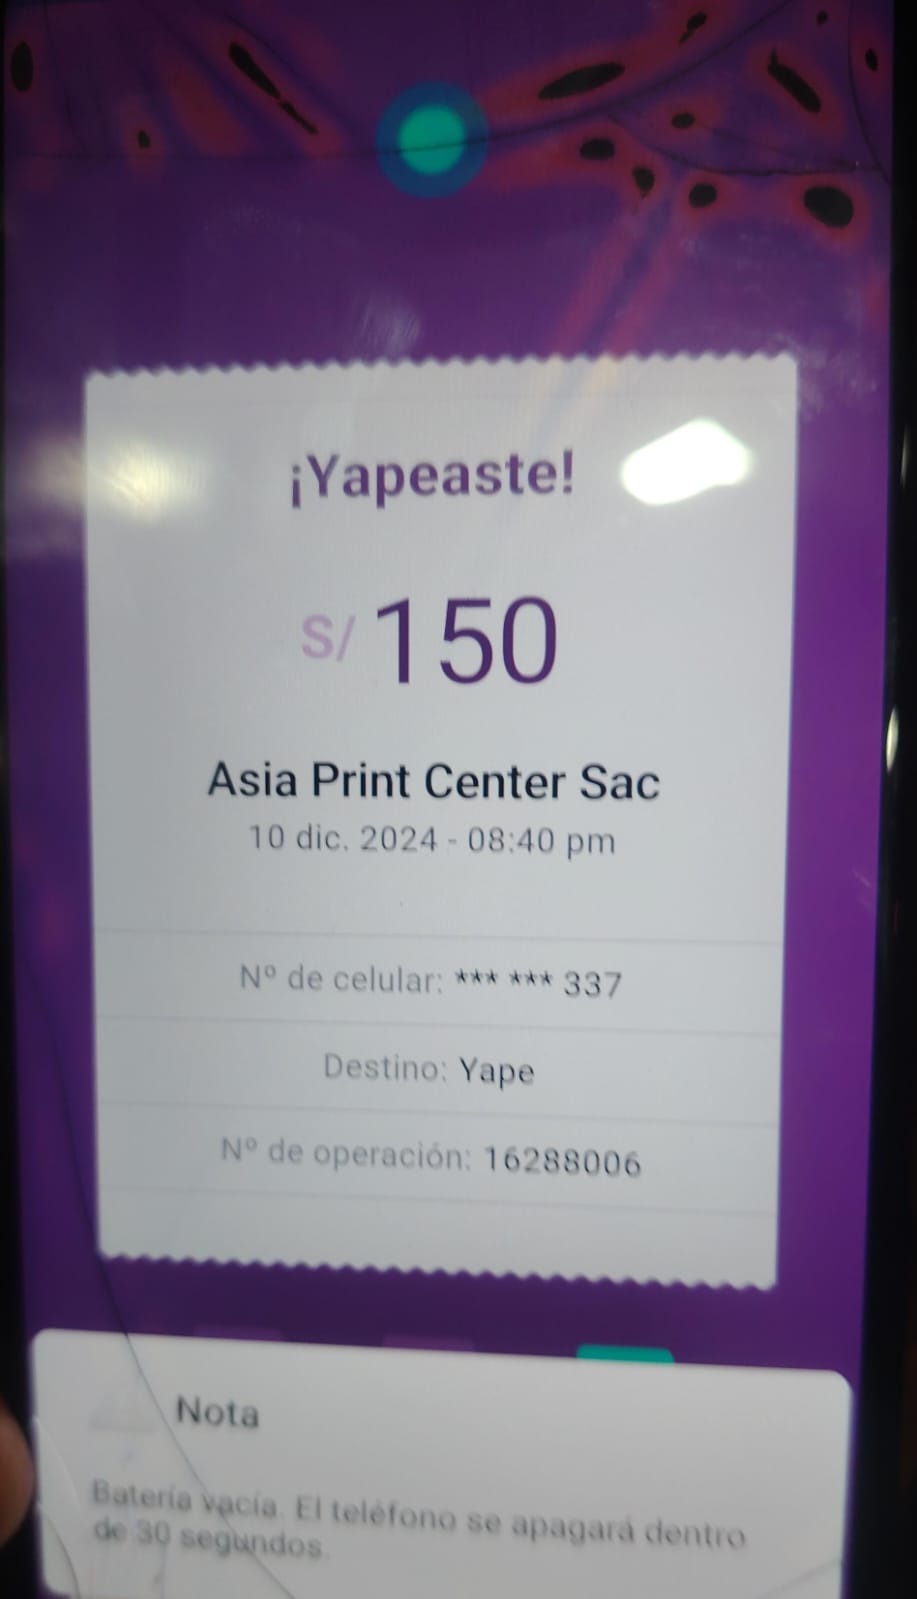 ¡Yapeaste!
S/ 150
Asia Print Center Sac
10 dic. 2024 - 08:40 pm
Nº de celular: *** *** 337
Destino: Yape
Nº de operación: 16288006
Nota
Batería vacía. El teléfono se apagará dentro
de 30 segundos.